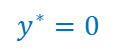 y* = 0